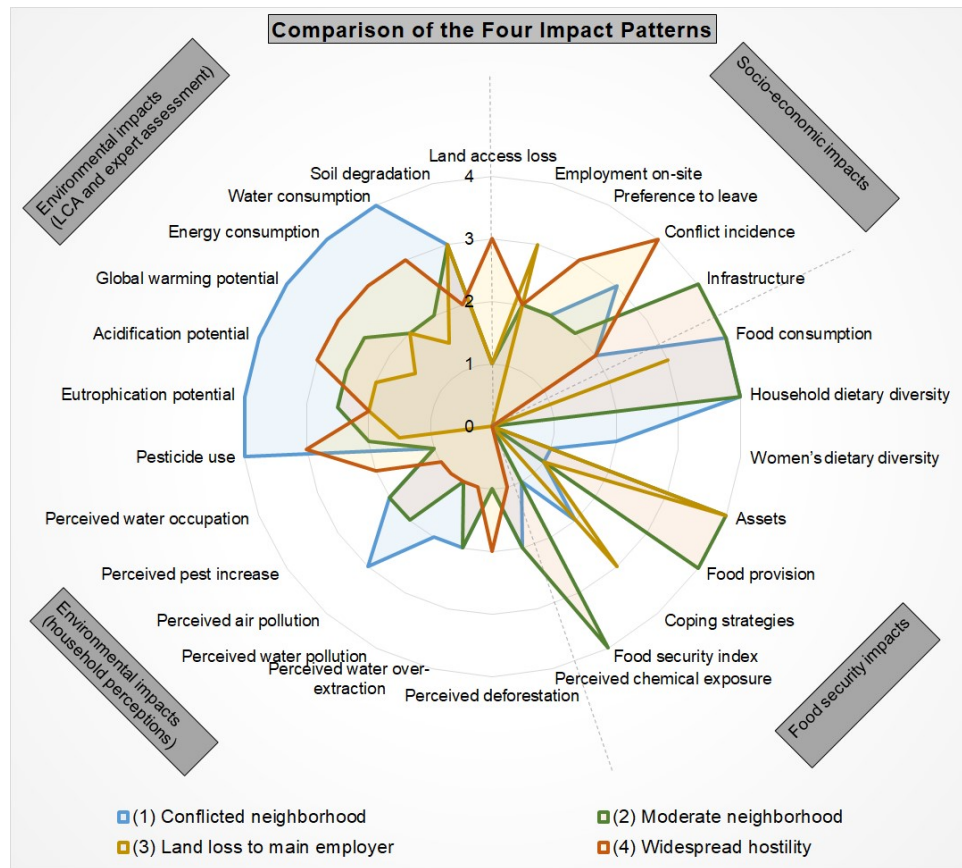 Comparison of the Four Impact Patterns
Environmental impacts
(LCA and expert assessment)
Socio-economic impacts
Land access loss
Employment on-site
Preference to leave
Conflict incidence
Infrastructure
Food consumption
Household dietary diversity
Women's dietary diversity
Assets
Food provision
Coping strategies
Food security index
Perceived chemical exposure
Perceived deforestation
Perceived water over-
extraction
Perceived water pollution
Perceived air pollution
Perceived pest increase
Perceived water occupation
Pesticide use
Eutrophication potential
Acidification potential
Global warming potential
Energy consumption
Water consumption
Soil degradation
4
3
2
1
0
Environmental impacts
(household perceptions)
Food security impacts
(1) Conflicted neighborhood
(2) Moderate neighborhood
(3) Land loss to main employer
(4) Widespread hostility